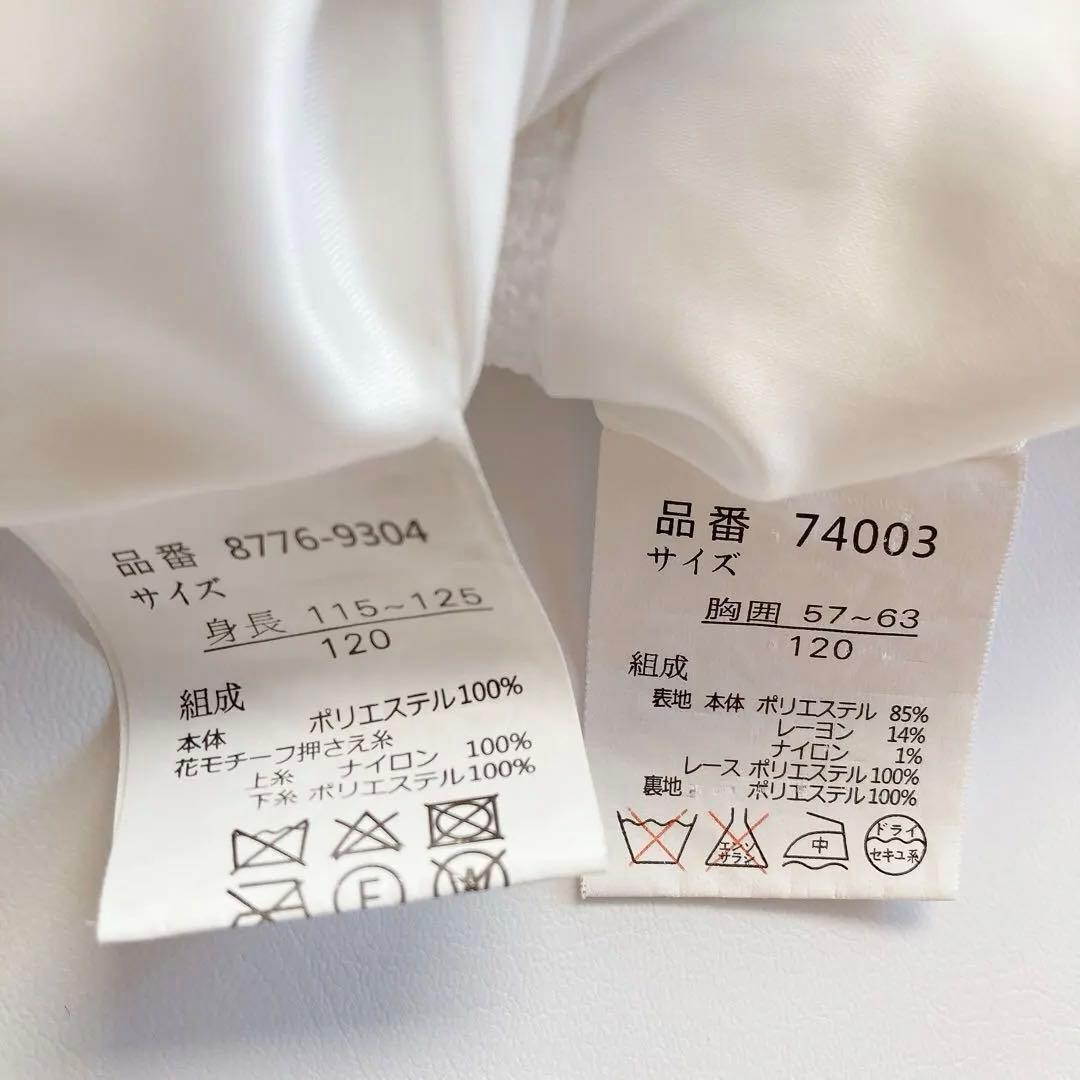 品番 8776-9304
サイズ
身長 115~125
120
組成
本体 ポリエステル100%
花モチーフ押さえ糸
上糸 ナイロン 100%
下糸 ポリエステル100%
F
品番 74003
サイズ
胸囲 57~63
120
組成
表地 本体 ポリエステル 85%
レーヨン 14%
ナイロン 1%
レース ポリエステル100%
裏地 ポリエステル100%
エンソ
サラシ
中
ドライ
セキユ系